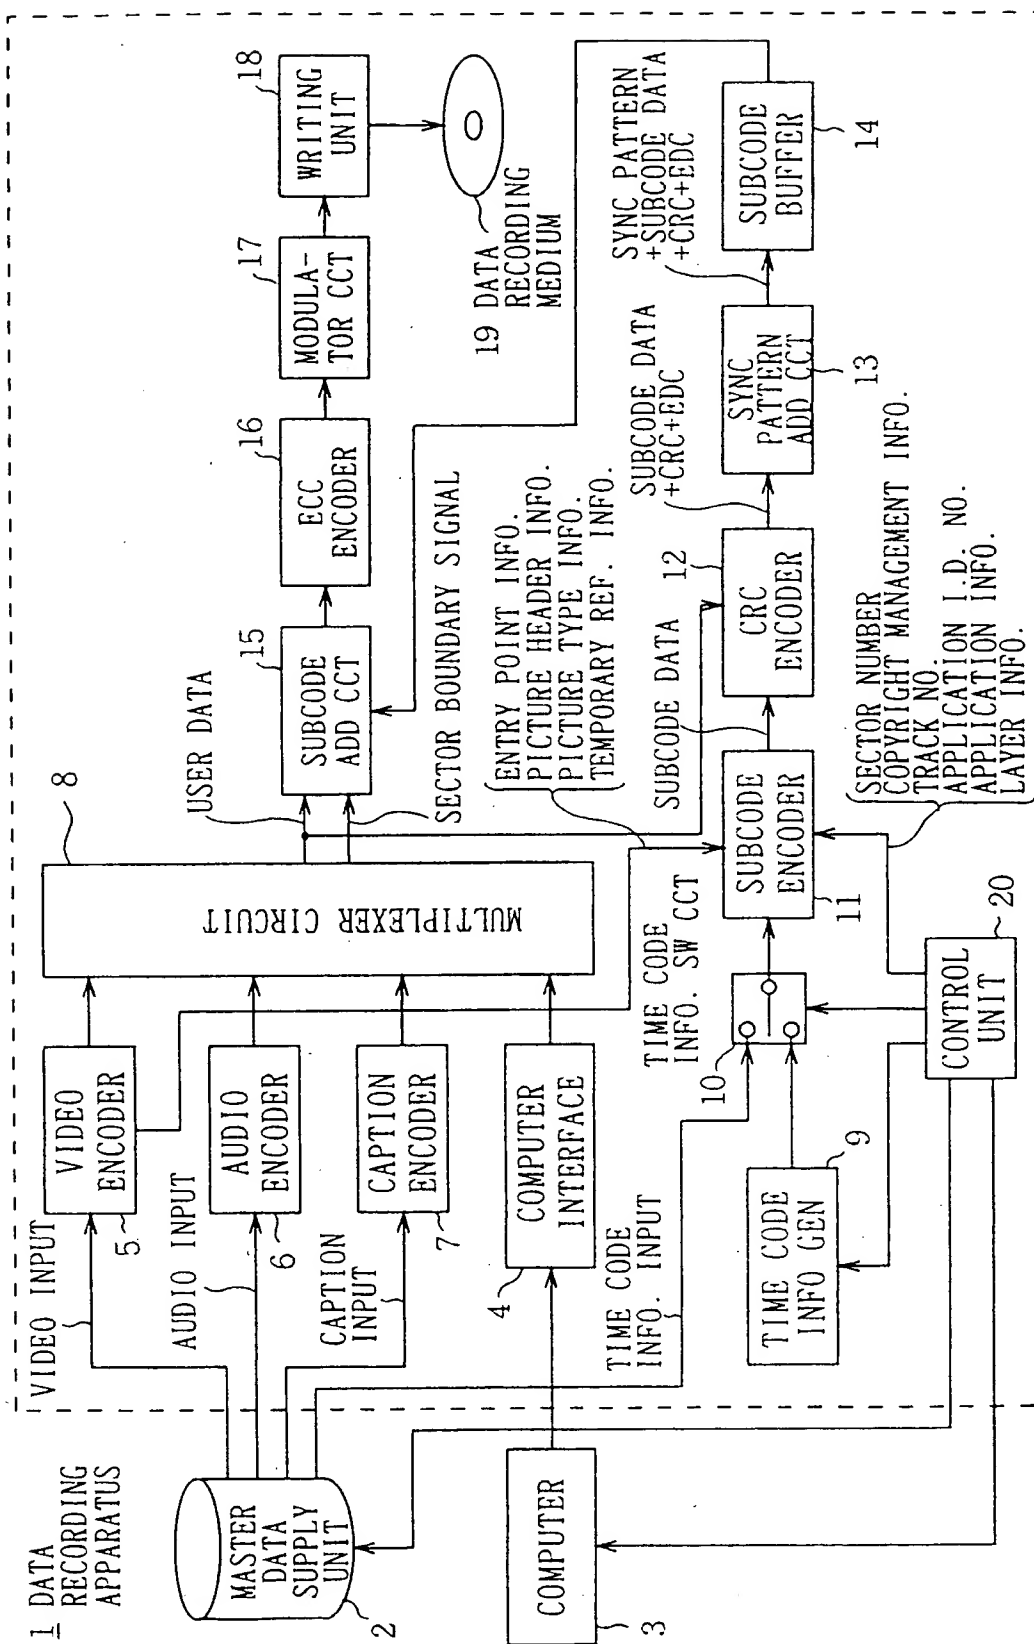 1 DATA
RECORDING
APPARATUS
MASTER
DATA
SUPPLY
UNIT
2
COMPUTER
3
VIDEO INPUT
AUDIO INPUT
CAPTION
INPUT
TIME CODE
INFO. INPUT
VIDEO
ENCODER
5
AUDIO
ENCODER
6
CAPTION
ENCODER
7
COMPUTER
INTERFACE
4
TIME CODE
INFO GEN
9
TIME CODE
INFO. SW CCT
10
CONTROL
UNIT
20
MULTIPLEXER CIRCUIT
8
USER DATA
SECTOR BOUNDARY SIGNAL
ENTRY POINT INFO.
PICTURE HEADER INFO.
PICTURE TYPE INFO.
TEMPORARY REF. INFO.
SUBCODE
ENCODER
11
SECTOR NUMBER
COPYRIGHT MANAGEMENT INFO.
TRACK NO.
APPLICATION I.D. NO.
APPLICATION INFO.
LAYER INFO.
SUBCODE DATA
CRC
ENCODER
12
SUBCODE DATA
+CRC+EDC
SYNC
PATTERN
ADD CCT
13
SYNC PATTERN
+SUBCODE DATA
+CRC+EDC
SUBCODE
BUFFER
14
SUBCODE
ADD CCT
15
ECC
ENCODER
16
MODULA-
TOR CCT
17
WRITING
UNIT
18
19 DATA
RECORDING
MEDIUM